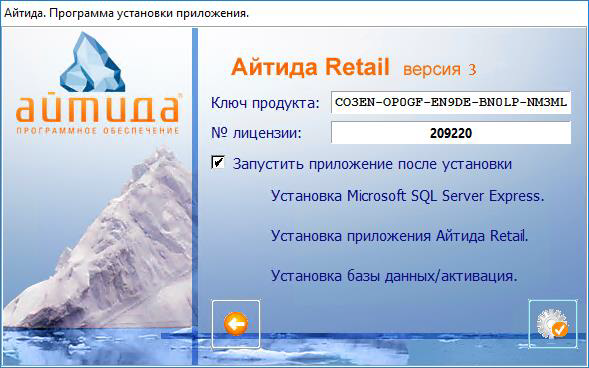 Айтида. Программа установки приложения.
айтида
ПРОГРАММНОЕ ОБЕСПЕЧЕНИЕ
Айтида Retail версия 3
Ключ продукта: CO3EN-OP0GF-EN9DE-BN0LP-NM3ML
№ лицензии: 209220
Запустить приложение после установки
Установка Microsoft SQL Server Express.
Установка приложения Айтида Retail.
Установка базы данных/активация.